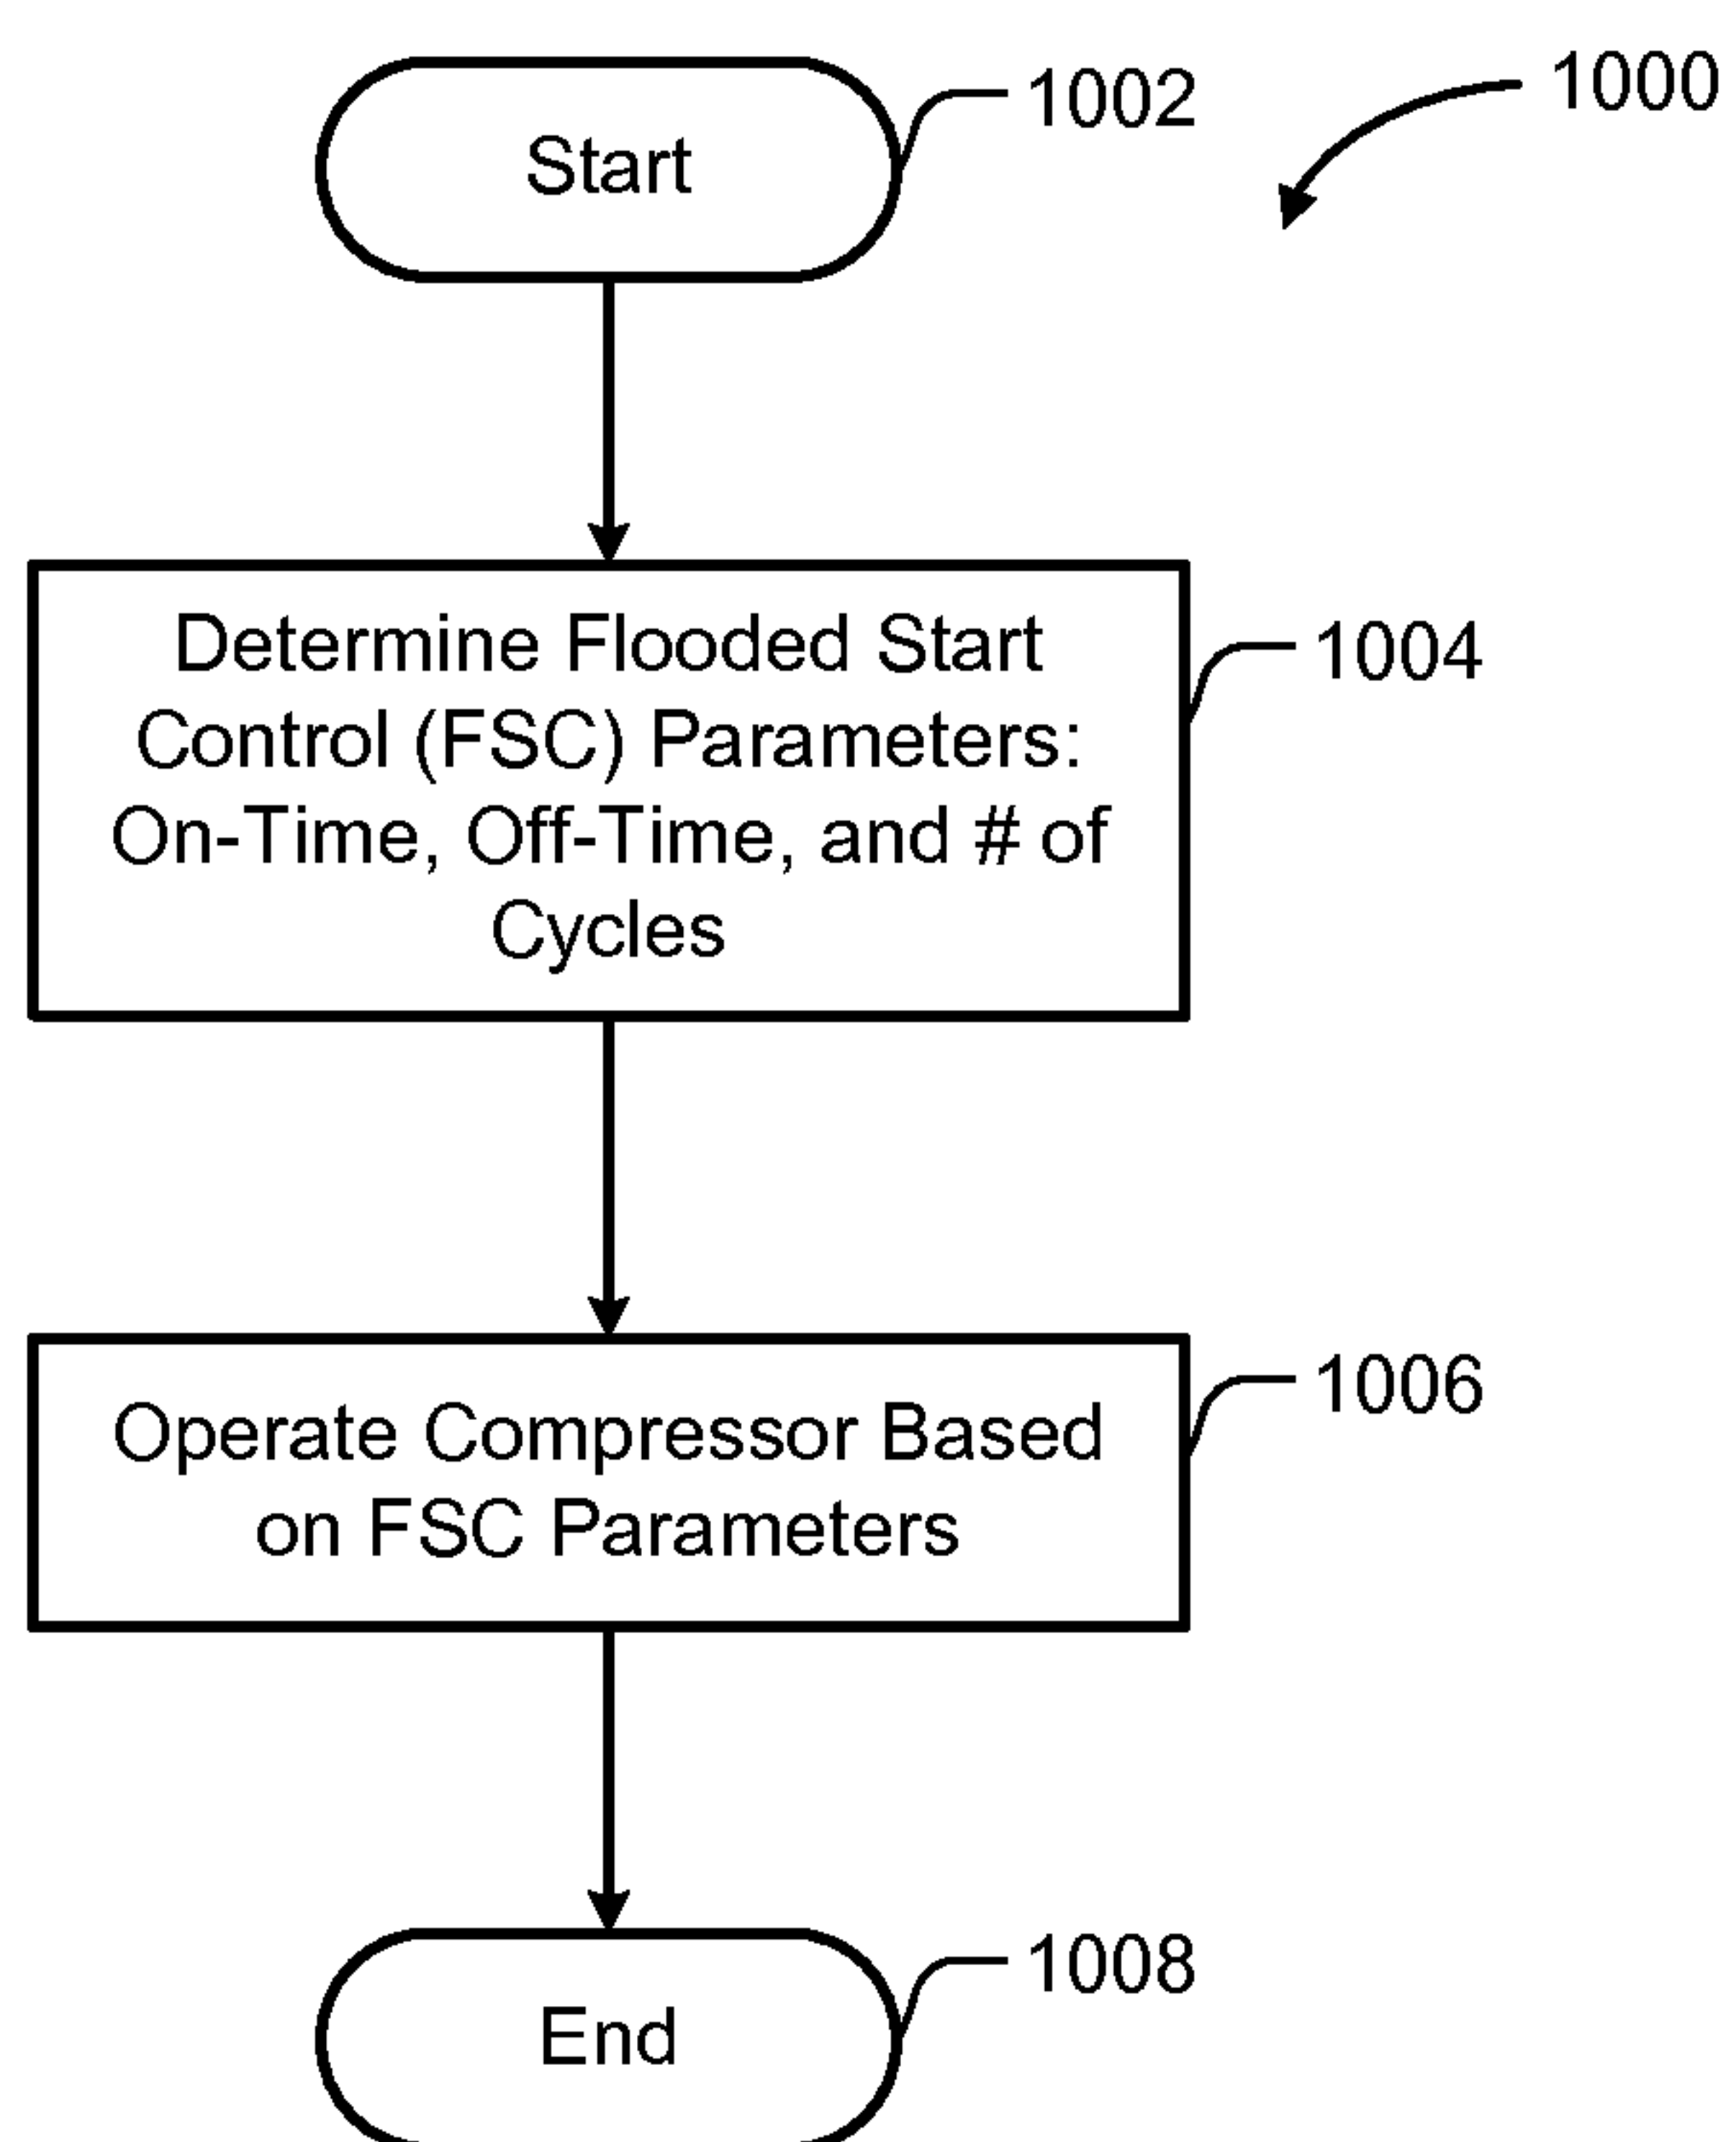 1000
Start
1002
Determine Flooded Start
Control (FSC) Parameters:
On-Time, Off-Time, and # of
Cycles
1004
Operate Compressor Based
on FSC Parameters
1006
End
1008